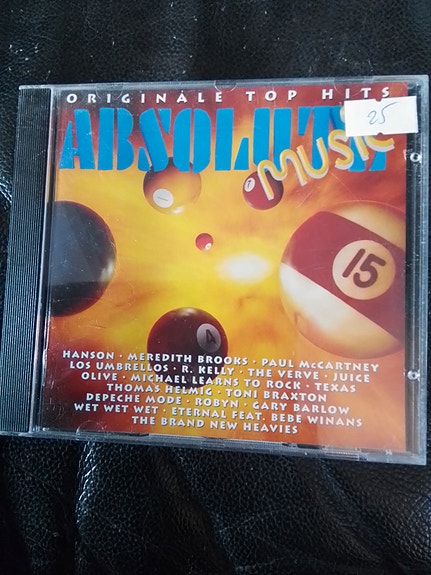 ORIGINALE TOP HITS
25
ABSOLUTE
music
7
15
4
HANSON · MEREDITH BROOKS · PAUL McCARTNEY
LOS UMBRELLOS · R. KELLY · THE VERVE · JUICE
OLIVE · MICHAEL LEARNS TO ROCK · TEXAS
THOMAS HELMIG · TONI BRAXTON
DEPECHE MODE · ROBYN · GARY BARLOW
WET WET WET · ETERNAL FEAT. BEBE WINANS
THE BRAND NEW HEAVIES